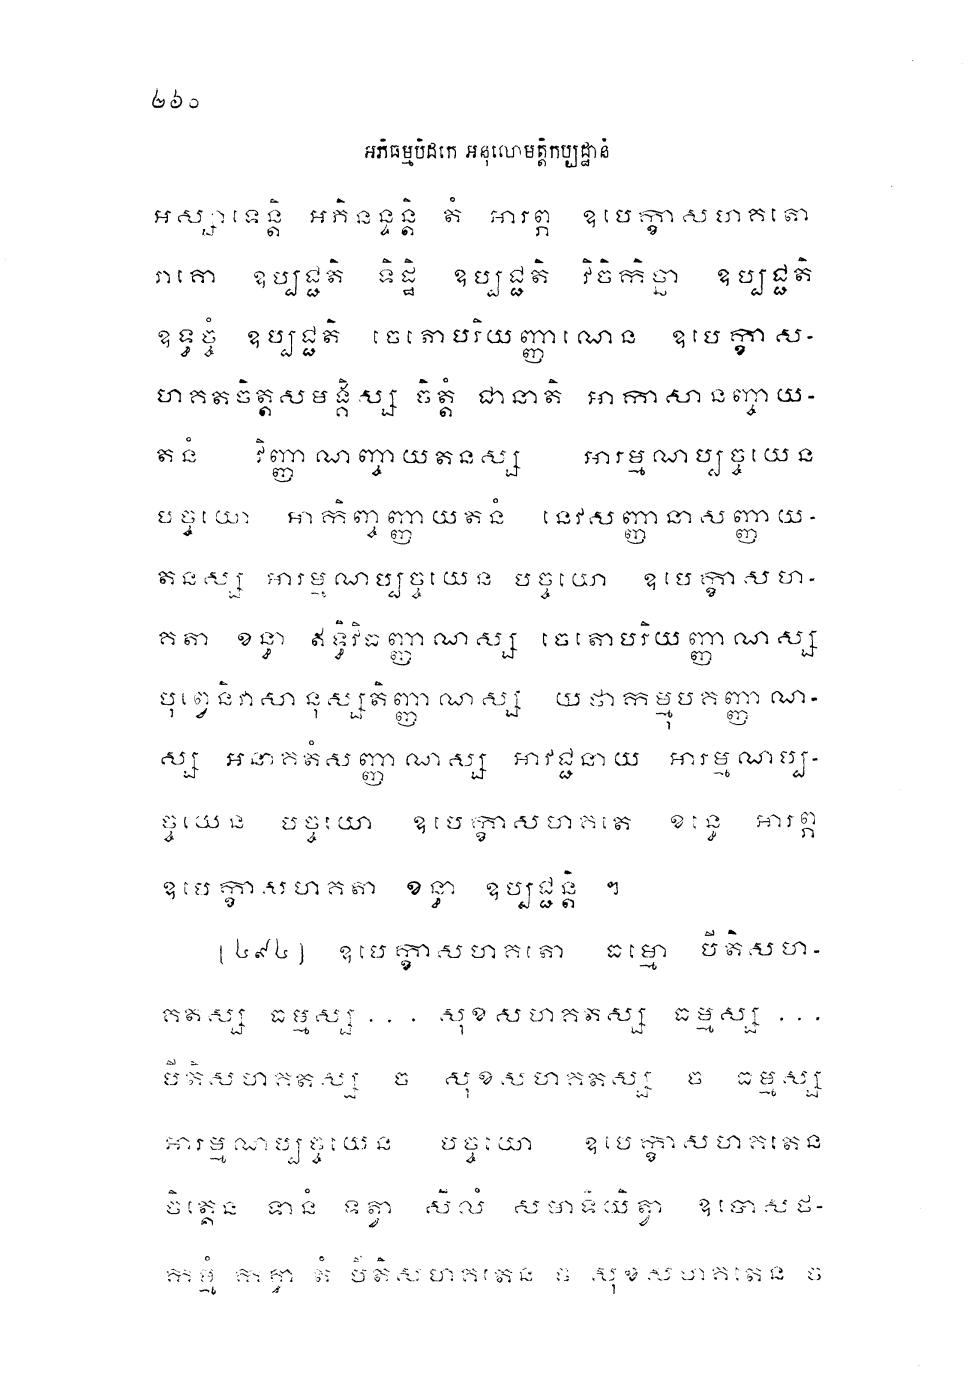 ២៦០
អភិធម្មបិដកេ អនុលោមត្តិកប្បដ្ឋានំ
អស្សាទេន្តិ អភិនន្ទន្តិ តំ អារព្ភ ឧបេក្ខាសហគតោ
រាគោ ឧប្បជ្ជតិ ទិដ្ឋិ ឧប្បជ្ជតិ វិចិកិច្ឆា ឧប្បជ្ជតិ
ឧទ្ធច្ចំ ឧប្បជ្ជតិ ចេតោបរិយញ្ញាណេន ឧបេក្ខាស-
ហគតចិត្តសមង្គិស្ស ចិត្តំ ជានាតិ អាកាសានញ្ចាយ-
តនំ វិញ្ញាណញ្ចាយតនស្ស អារម្មណប្បច្ចយេន
បច្ចយោ អាកិញ្ចញ្ញាយតនំ នេវសញ្ញានាសញ្ញាយ-
តនស្ស អារម្មណប្បច្ចយេន បច្ចយោ ឧបេក្ខាសហ-
គតា ខន្ធា ឥទ្ធិវិធញ្ញាណស្ស ចេតោបរិយញ្ញាណស្ស
បុព្វេនិវាសានុស្សតិញ្ញាណស្ស យថាកម្មុបគញ្ញាណ-
ស្ស អនាគតំសញ្ញាណស្ស អាវជ្ជនាយ អារម្មណប្ប-
ច្ចយេន បច្ចយោ ឧបេក្ខាសហគតេ ខន្ធេ អារព្ភ
ឧបេក្ខាសហគតា ខន្ធា ឧប្បជ្ជន្តិ ។
[៤៩៤] ឧបេក្ខាសហគតោ ធម្មោ បីតិសហ-
គតស្ស ធម្មស្ស ... សុខសហគតស្ស ធម្មស្ស ...
បីតិសហគតស្ស ច សុខសហគតស្ស ច ធម្មស្ស
អារម្មណប្បច្ចយេន បច្ចយោ ឧបេក្ខាសហគតេន
ចិត្តេន ទានំ ទត្វា សីលំ សមាទិយិត្វា ឧបោសថ-
កម្មំ កត្វា តំ បីតិសហគតេន ច សុខសហគតេន ច